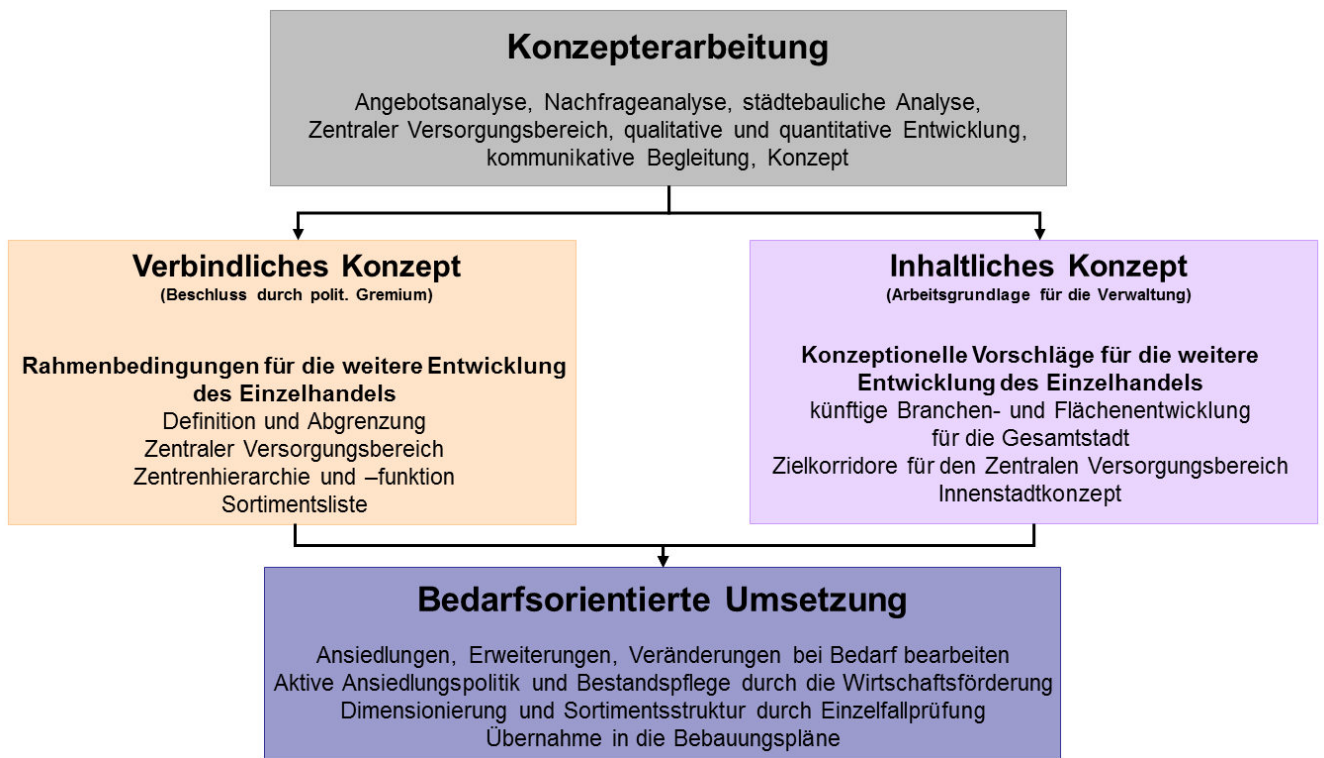 Konzepterarbeitung
Angebotsanalyse, Nachfrageanalyse, städtebauliche Analyse,
Zentraler Versorgungsbereich, qualitative und quantitative Entwicklung,
kommunikative Begleitung, Konzept
Verbindliches Konzept
(Beschluss durch polit. Gremium)
Rahmenbedingungen für die weitere Entwicklung
des Einzelhandels
Definition und Abgrenzung
Zentraler Versorgungsbereich
Zentrenhierarchie und –funktion
Sortimentsliste
Inhaltliches Konzept
(Arbeitsgrundlage für die Verwaltung)
Konzeptionelle Vorschläge für die weitere
Entwicklung des Einzelhandels
künftige Branchen- und Flächenentwicklung
für die Gesamtstadt
Zielkorridore für den Zentralen Versorgungsbereich
Innenstadtkonzept
Bedarfsorientierte Umsetzung
Ansiedlungen, Erweiterungen, Veränderungen bei Bedarf bearbeiten
Aktive Ansiedlungspolitik und Bestandspflege durch die Wirtschaftsförderung
Dimensionierung und Sortimentsstruktur durch Einzelfallprüfung
Übernahme in die Bebauungspläne